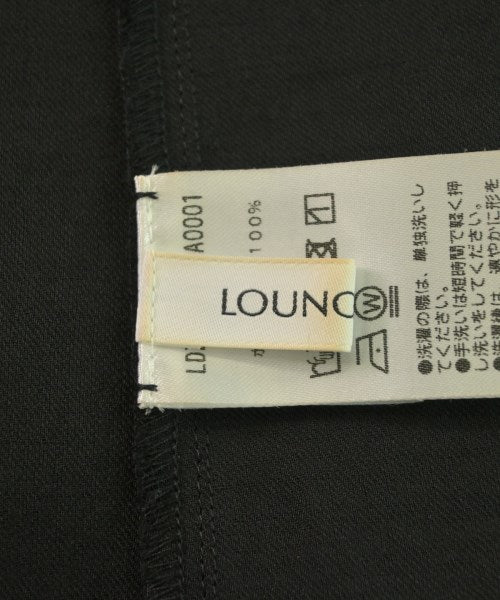 LOUNO
LD
A0001
100%
W
●洗濯の際は、単独洗いし
てください。
●手洗いは短時間で軽く押
し洗いをしてください。